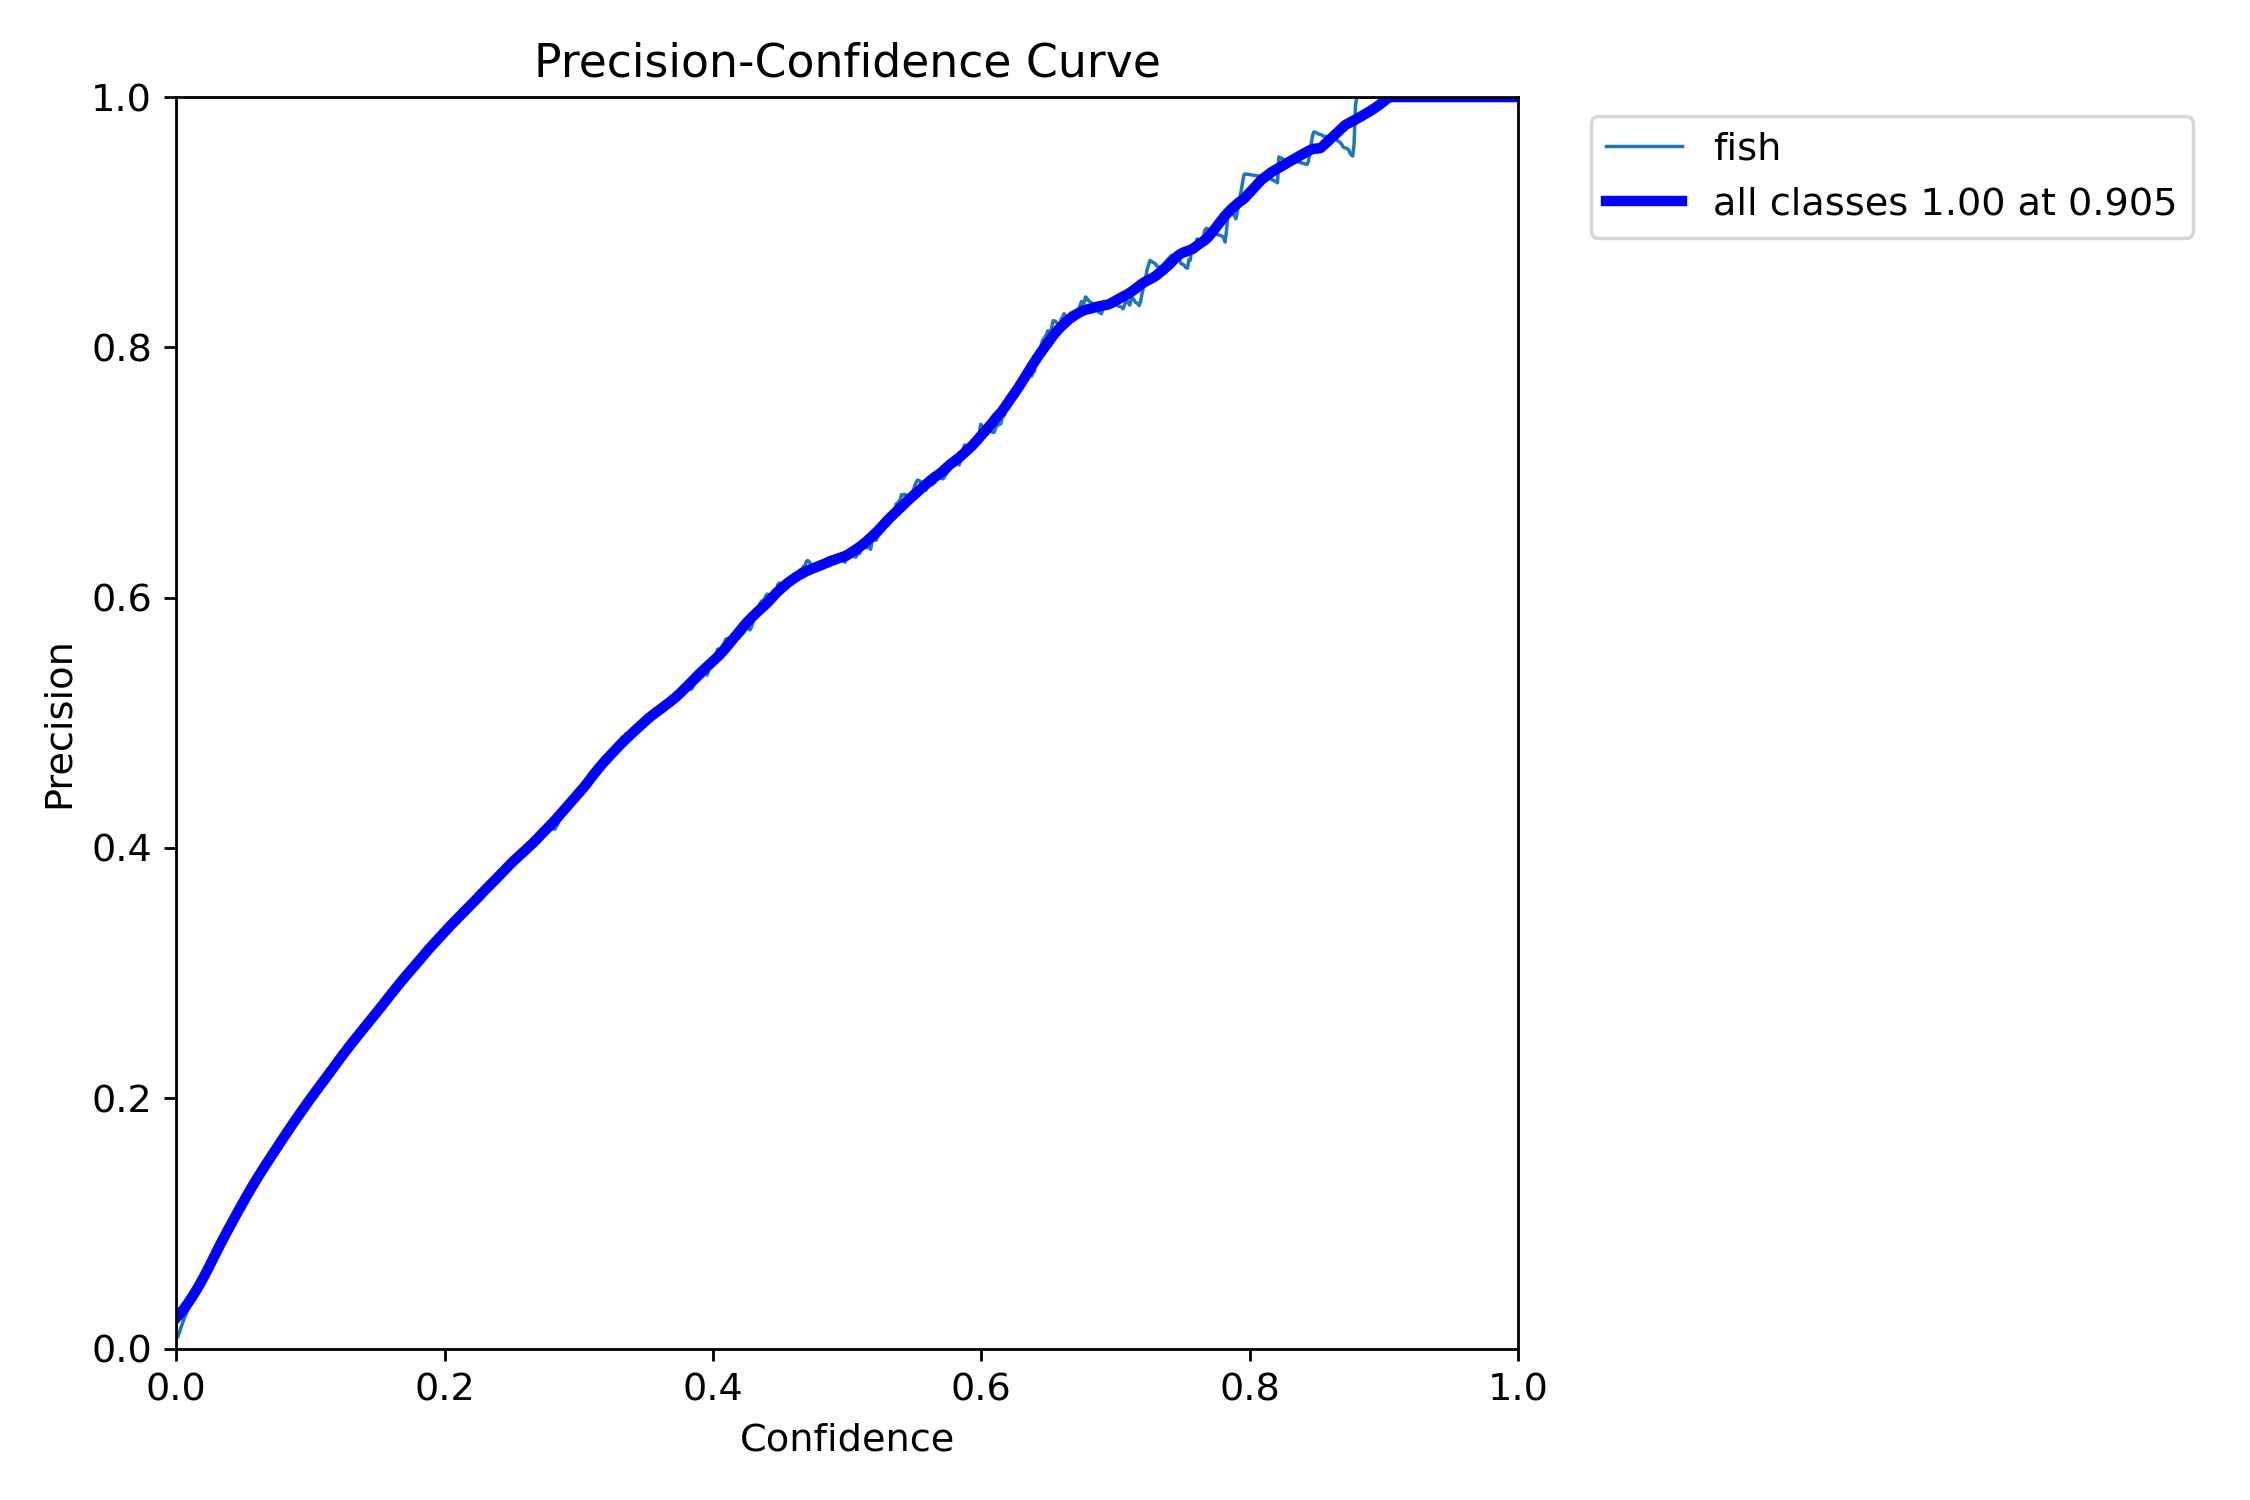 Precision-Confidence Curve
1.0
0.8
0.6
0.4
0.2
0.0
Precision
0.0 0.2 0.4 0.6 0.8 1.0
Confidence
fish
all classes 1.00 at 0.905